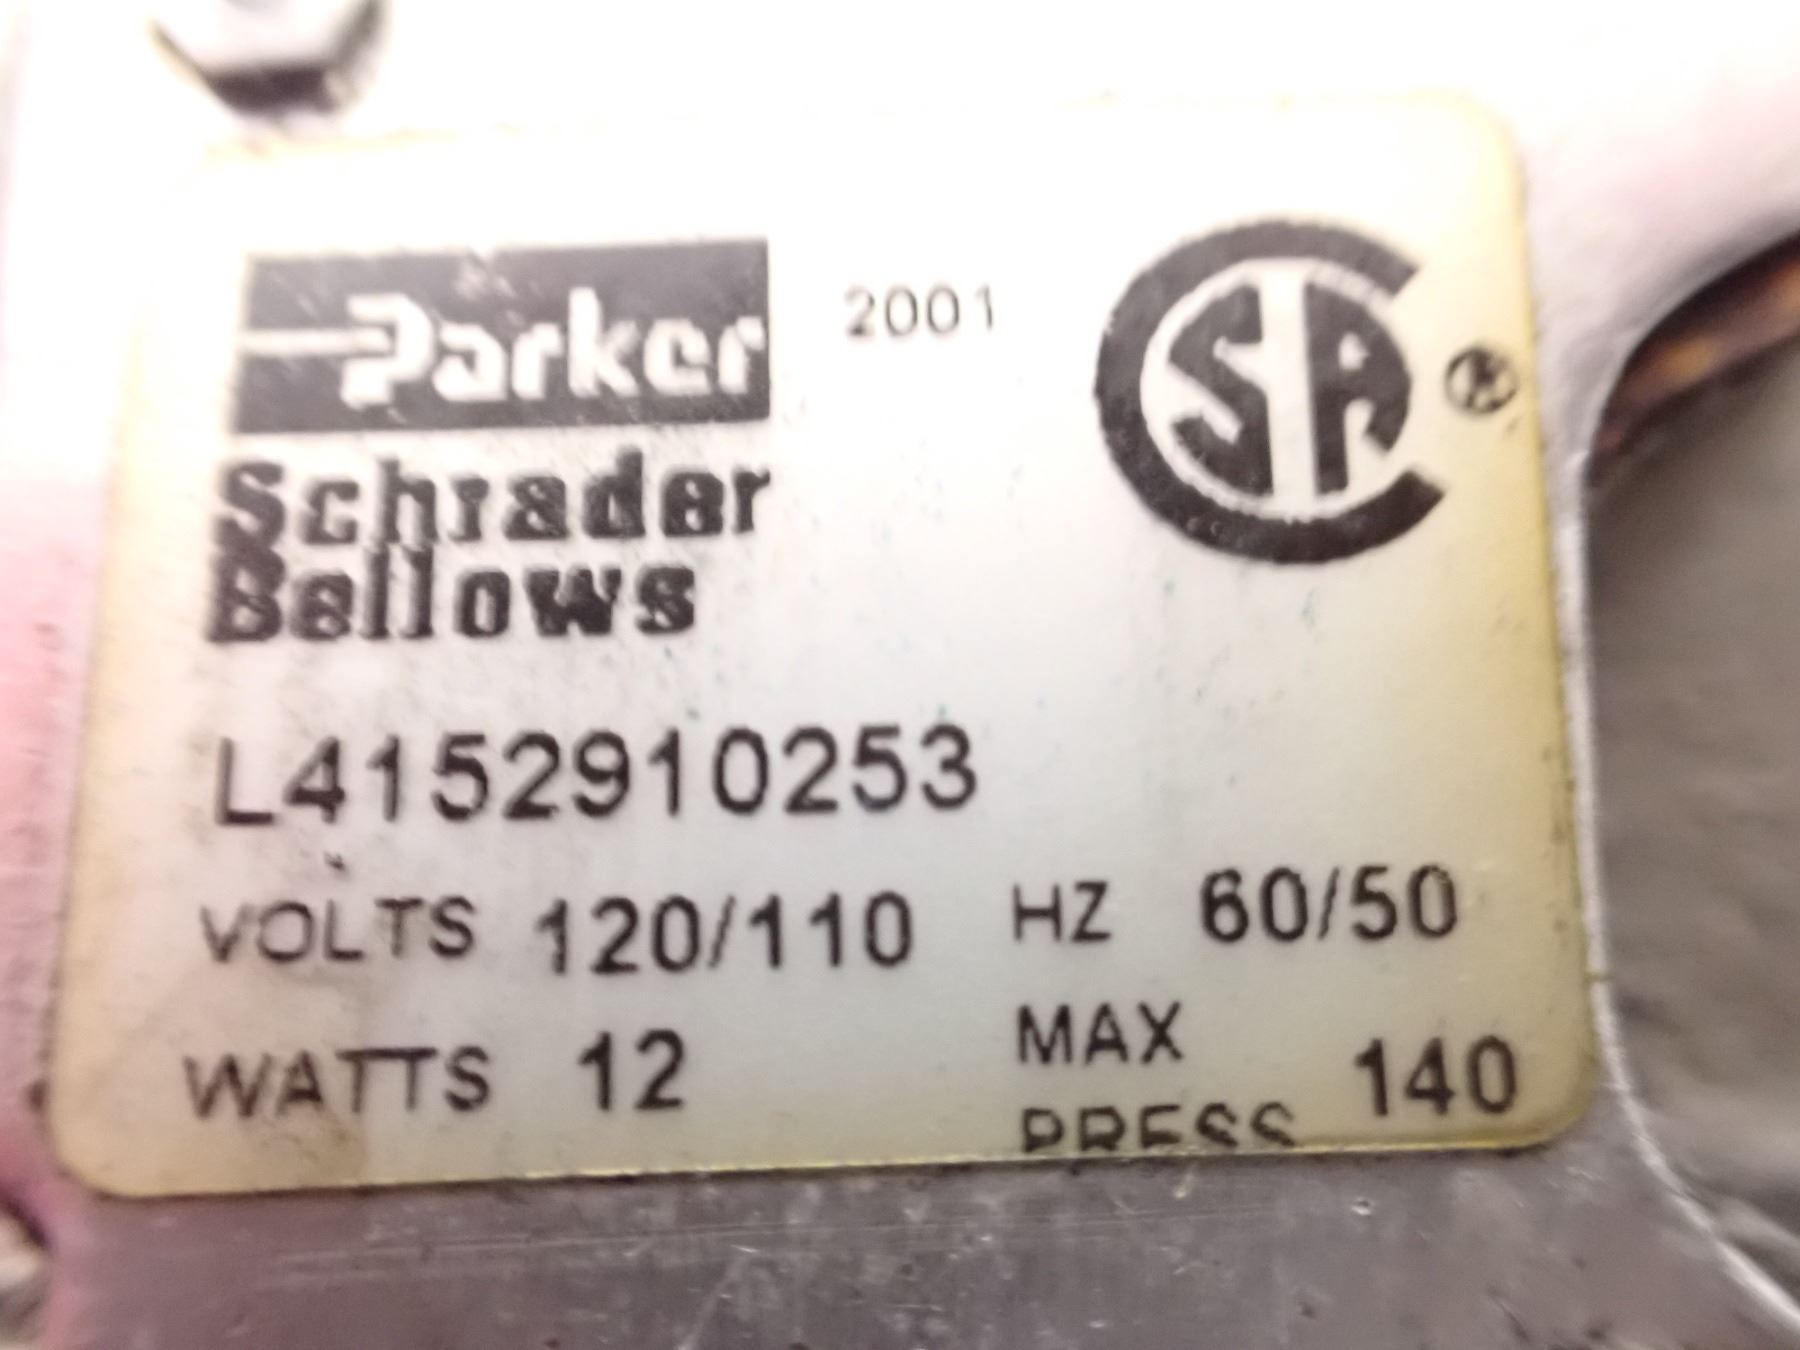 Parker 2001 CSA ®
Schrader
Bellows
L4152910253
VOLTS 120/110 HZ 60/50
WATTS 12 MAX PRESS 140